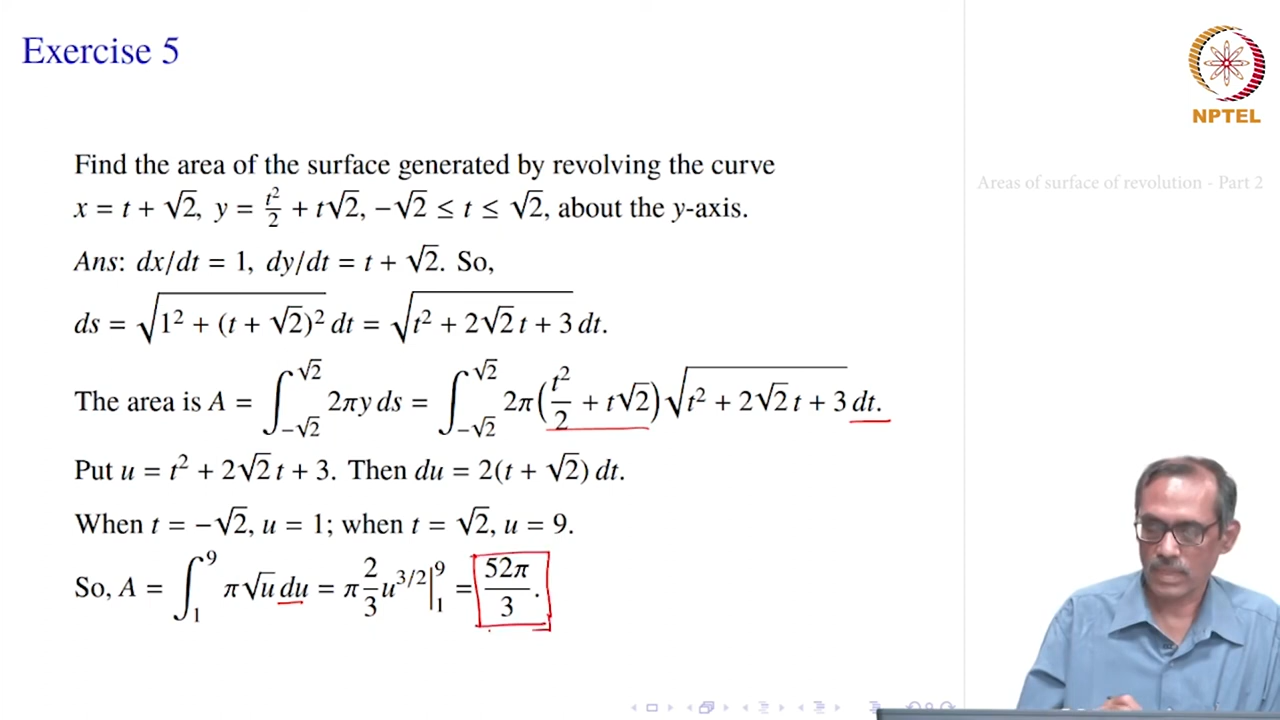 Exercise 5
NPTEL
Areas of surface of revolution - Part 2
Find the area of the surface generated by revolving the curve
x = t + √2, y = t²/2 + t√2, −√2 ≤ t ≤ √2, about the y-axis.
Ans: dx/dt = 1, dy/dt = t + √2. So,
ds = √(1² + (t + √2)²) dt = √(t² + 2√2 t + 3) dt.
The area is A = ∫_{−√2}^{√2} 2πy ds = ∫_{−√2}^{√2} 2π(t²/2 + t√2) √(t² + 2√2 t + 3) dt.
Put u = t² + 2√2 t + 3. Then du = 2(t + √2) dt.
When t = −√2, u = 1; when t = √2, u = 9.
So, A = ∫_1^9 π√u du = π 2/3 u^{3/2}|_1^9 = 52π/3.